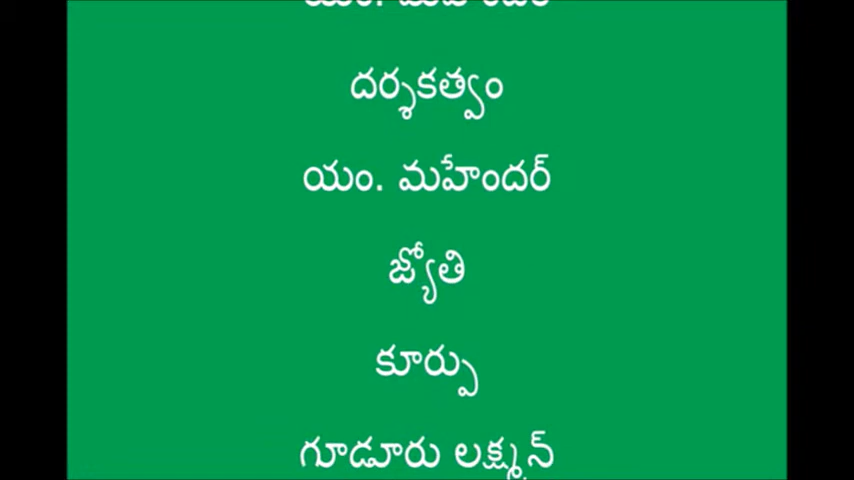 దర్శకత్వం
యం. మహేందర్
జ్యోతి
కూర్పు
గూడూరు లక్ష్మన్